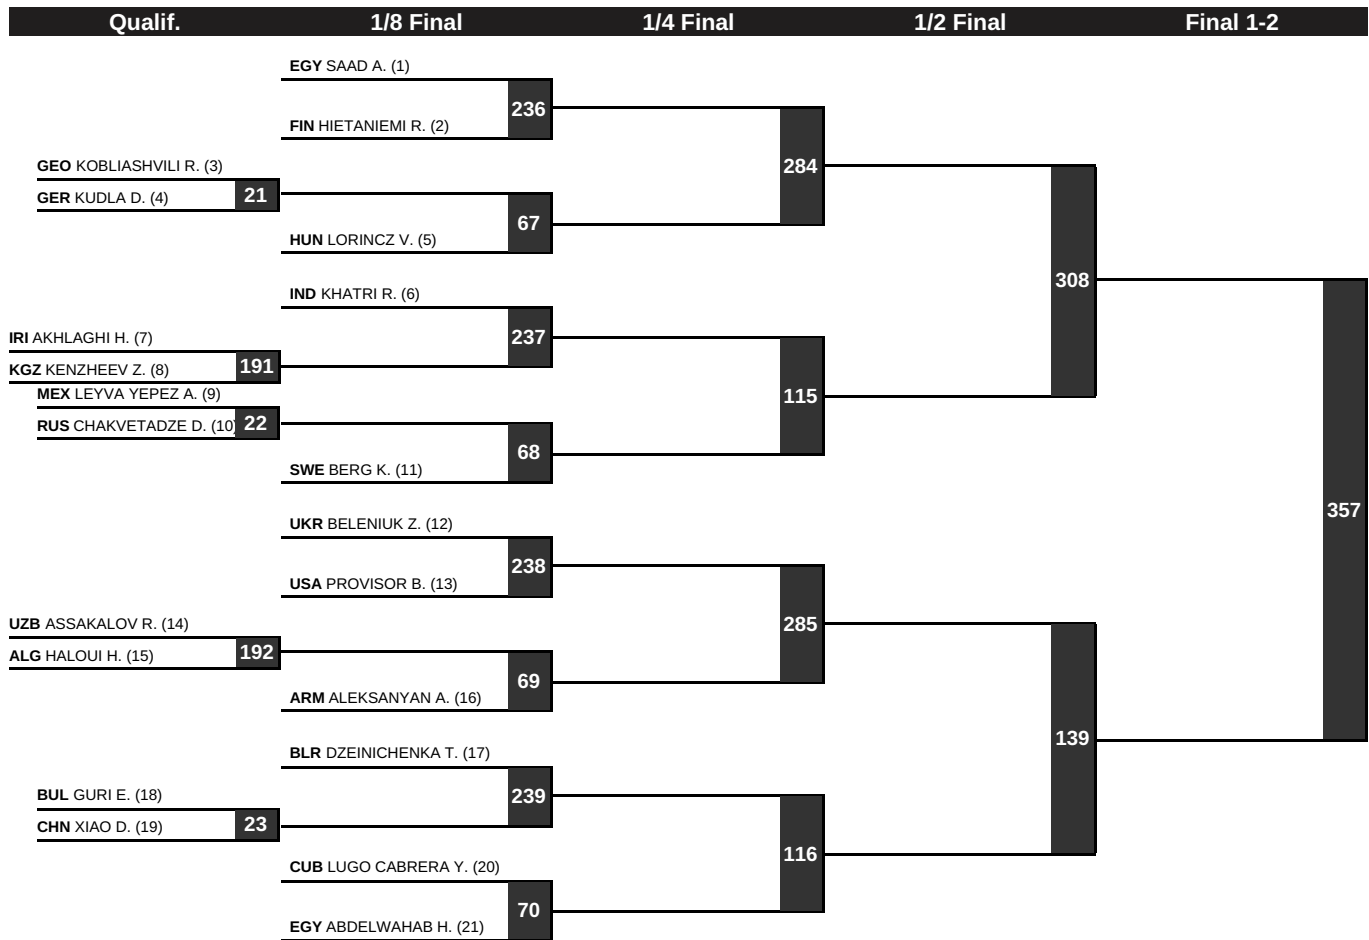 Qualif. 1/8 Final 1/4 Final 1/2 Final Final 1-2
EGY SAAD A. (1)
236
FIN HIETANIEMI R. (2)
GEO KOBLIASHVILI R. (3)
284
GER KUDLA D. (4)
21
67
HUN LORINCZ V. (5)
308
IND KHATRI R. (6)
IRI AKHLAGHI H. (7)
237
KGZ KENZHEEV Z. (8)
191
MEX LEYVA YEPEZ A. (9)
115
RUS CHAKVETADZE D. (10)
22
68
SWE BERG K. (11)
357
UKR BELENIUK Z. (12)
238
USA PROVISOR B. (13)
UZB ASSAKALOV R. (14)
285
ALG HALOUI H. (15)
192
69
ARM ALEKSANYAN A. (16)
139
BLR DZEINICHENKA T. (17)
BUL GURI E. (18)
239
CHN XIAO D. (19)
23
116
CUB LUGO CABRERA Y. (20)
70
EGY ABDELWAHAB H. (21)